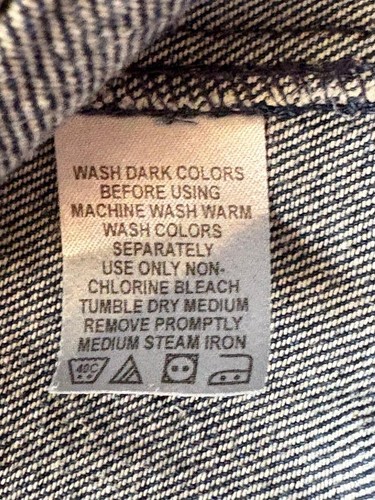 WASH DARK COLORS
BEFORE USING
MACHINE WASH WARM
WASH COLORS
SEPARATELY
USE ONLY NON-
CHLORINE BLEACH
TUMBLE DRY MEDIUM
REMOVE PROMPTLY
MEDIUM STEAM IRON
40C